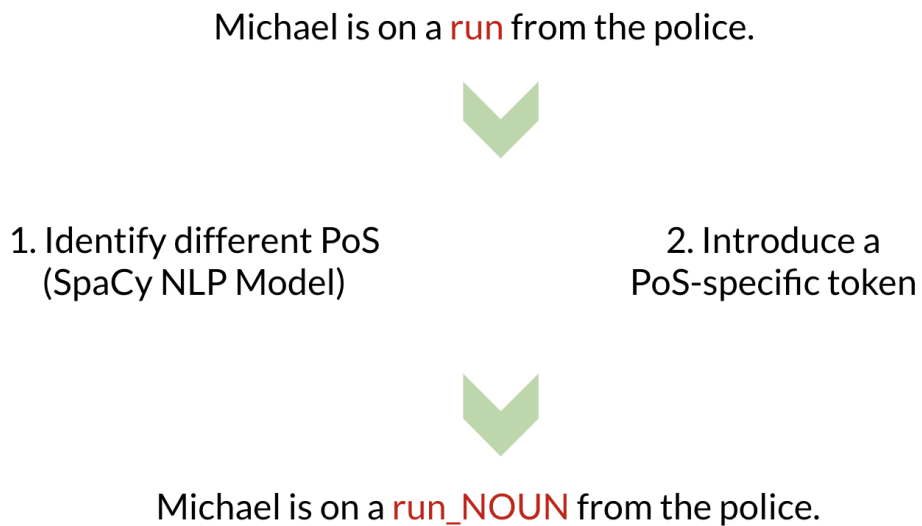 Michael is on a run from the police.
1. Identify different PoS
(SpaCy NLP Model)
2. Introduce a
PoS-specific token
Michael is on a run_NOUN from the police.